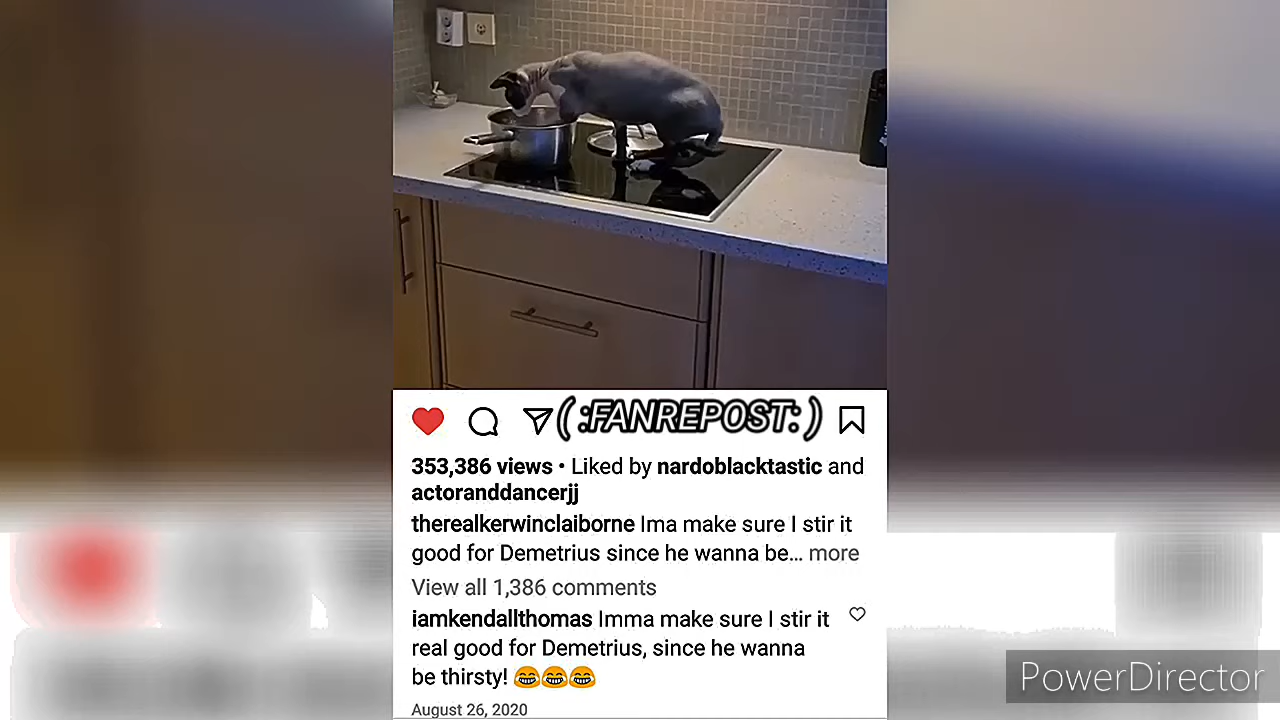 (:FANREPOST:)
353,386 views • Liked by nardoblacktastic and
actoranddancerjj
therealkerwinclaiborne Ima make sure I stir it
good for Demetrius since he wanna be... more
View all 1,386 comments
iamkendallthomas Imma make sure I stir it
real good for Demetrius, since he wanna
be thirsty! 😂😂😂
August 26, 2020
PowerDirector